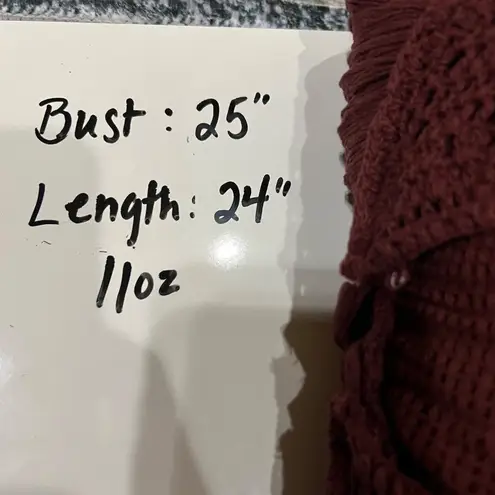 Bust: 25"
Length: 24"
11oz